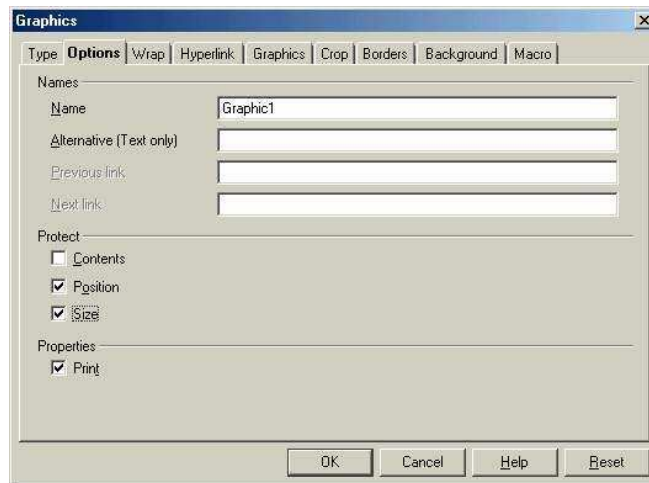 Graphics
Type Options Wrap Hyperlink Graphics Crop Borders Background Macro
Names
Name Graphic1
Alternative (Text only)
Previous link
Next link
Protect
Contents
Position
Size
Properties
Print
OK Cancel Help Reset